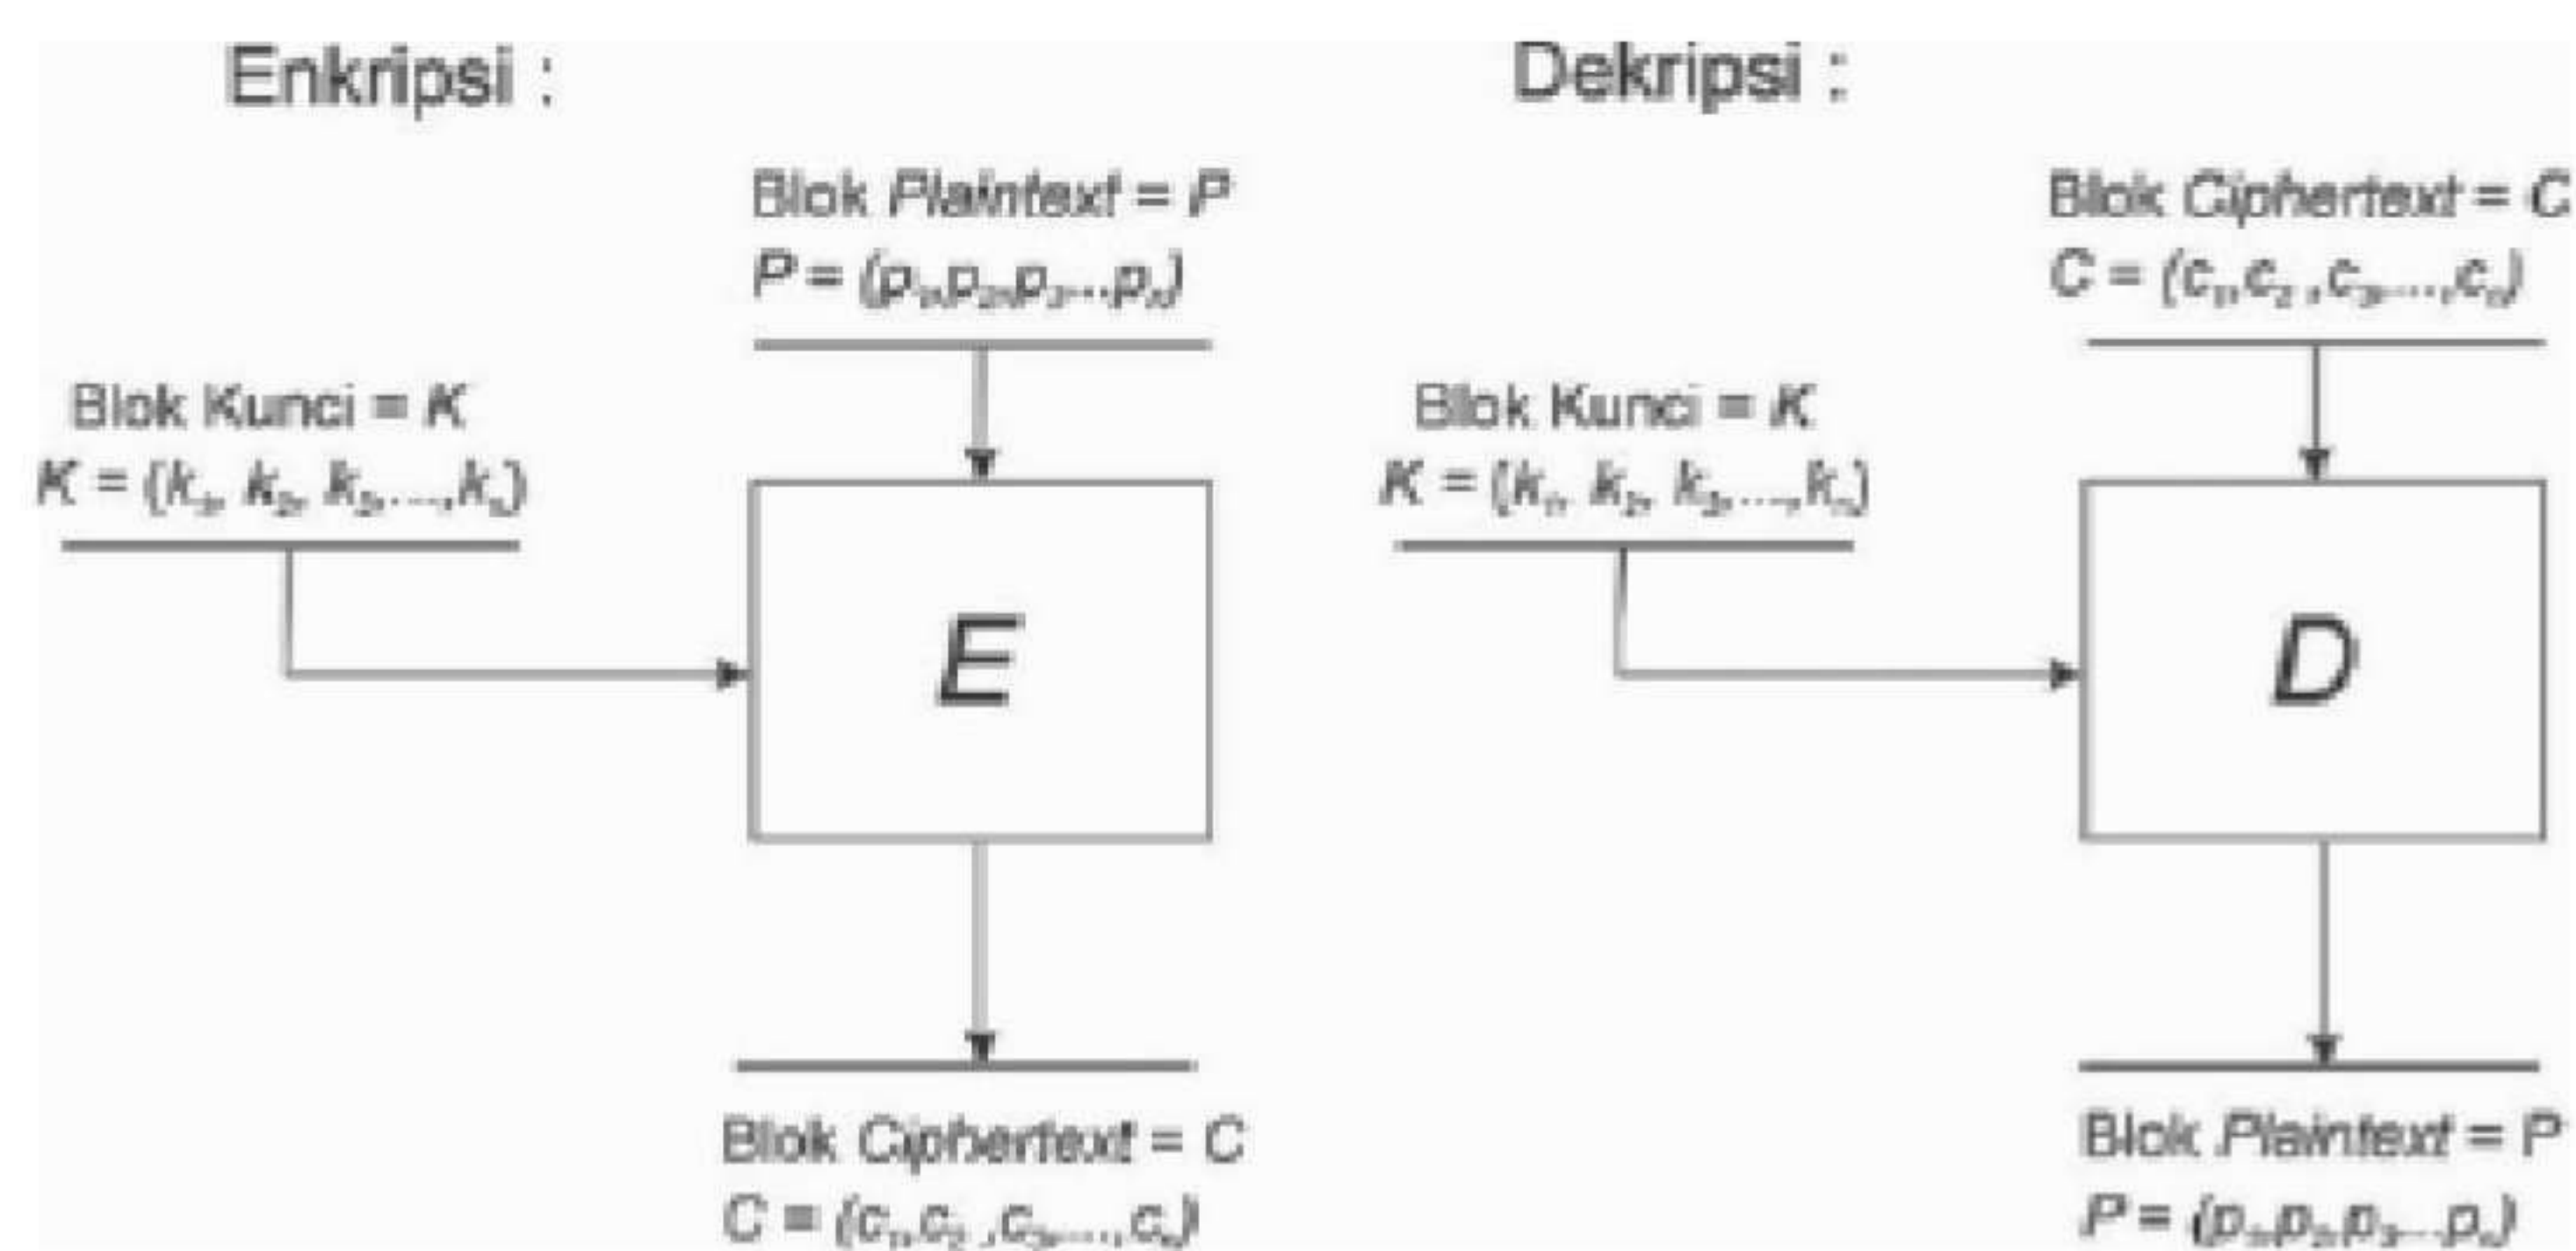 Enkripsi :
Blok Plaintext = P
P = (p₁,p₂,p₃...pₙ)
Blok Kunci = K
K = (k₁, k₂, k₃,...,kₙ)
E
Blok Ciphertext = C
C = (c₁,c₂ ,c₃,...,cₙ)
Dekripsi :
Blok Ciphertext = C
C = (c₁,c₂ ,c₃,...,cₙ)
Blok Kunci = K
K = (k₁, k₂, k₃,...,kₙ)
D
Blok Plaintext = P
P = (p₁,p₂,p₃...pₙ)